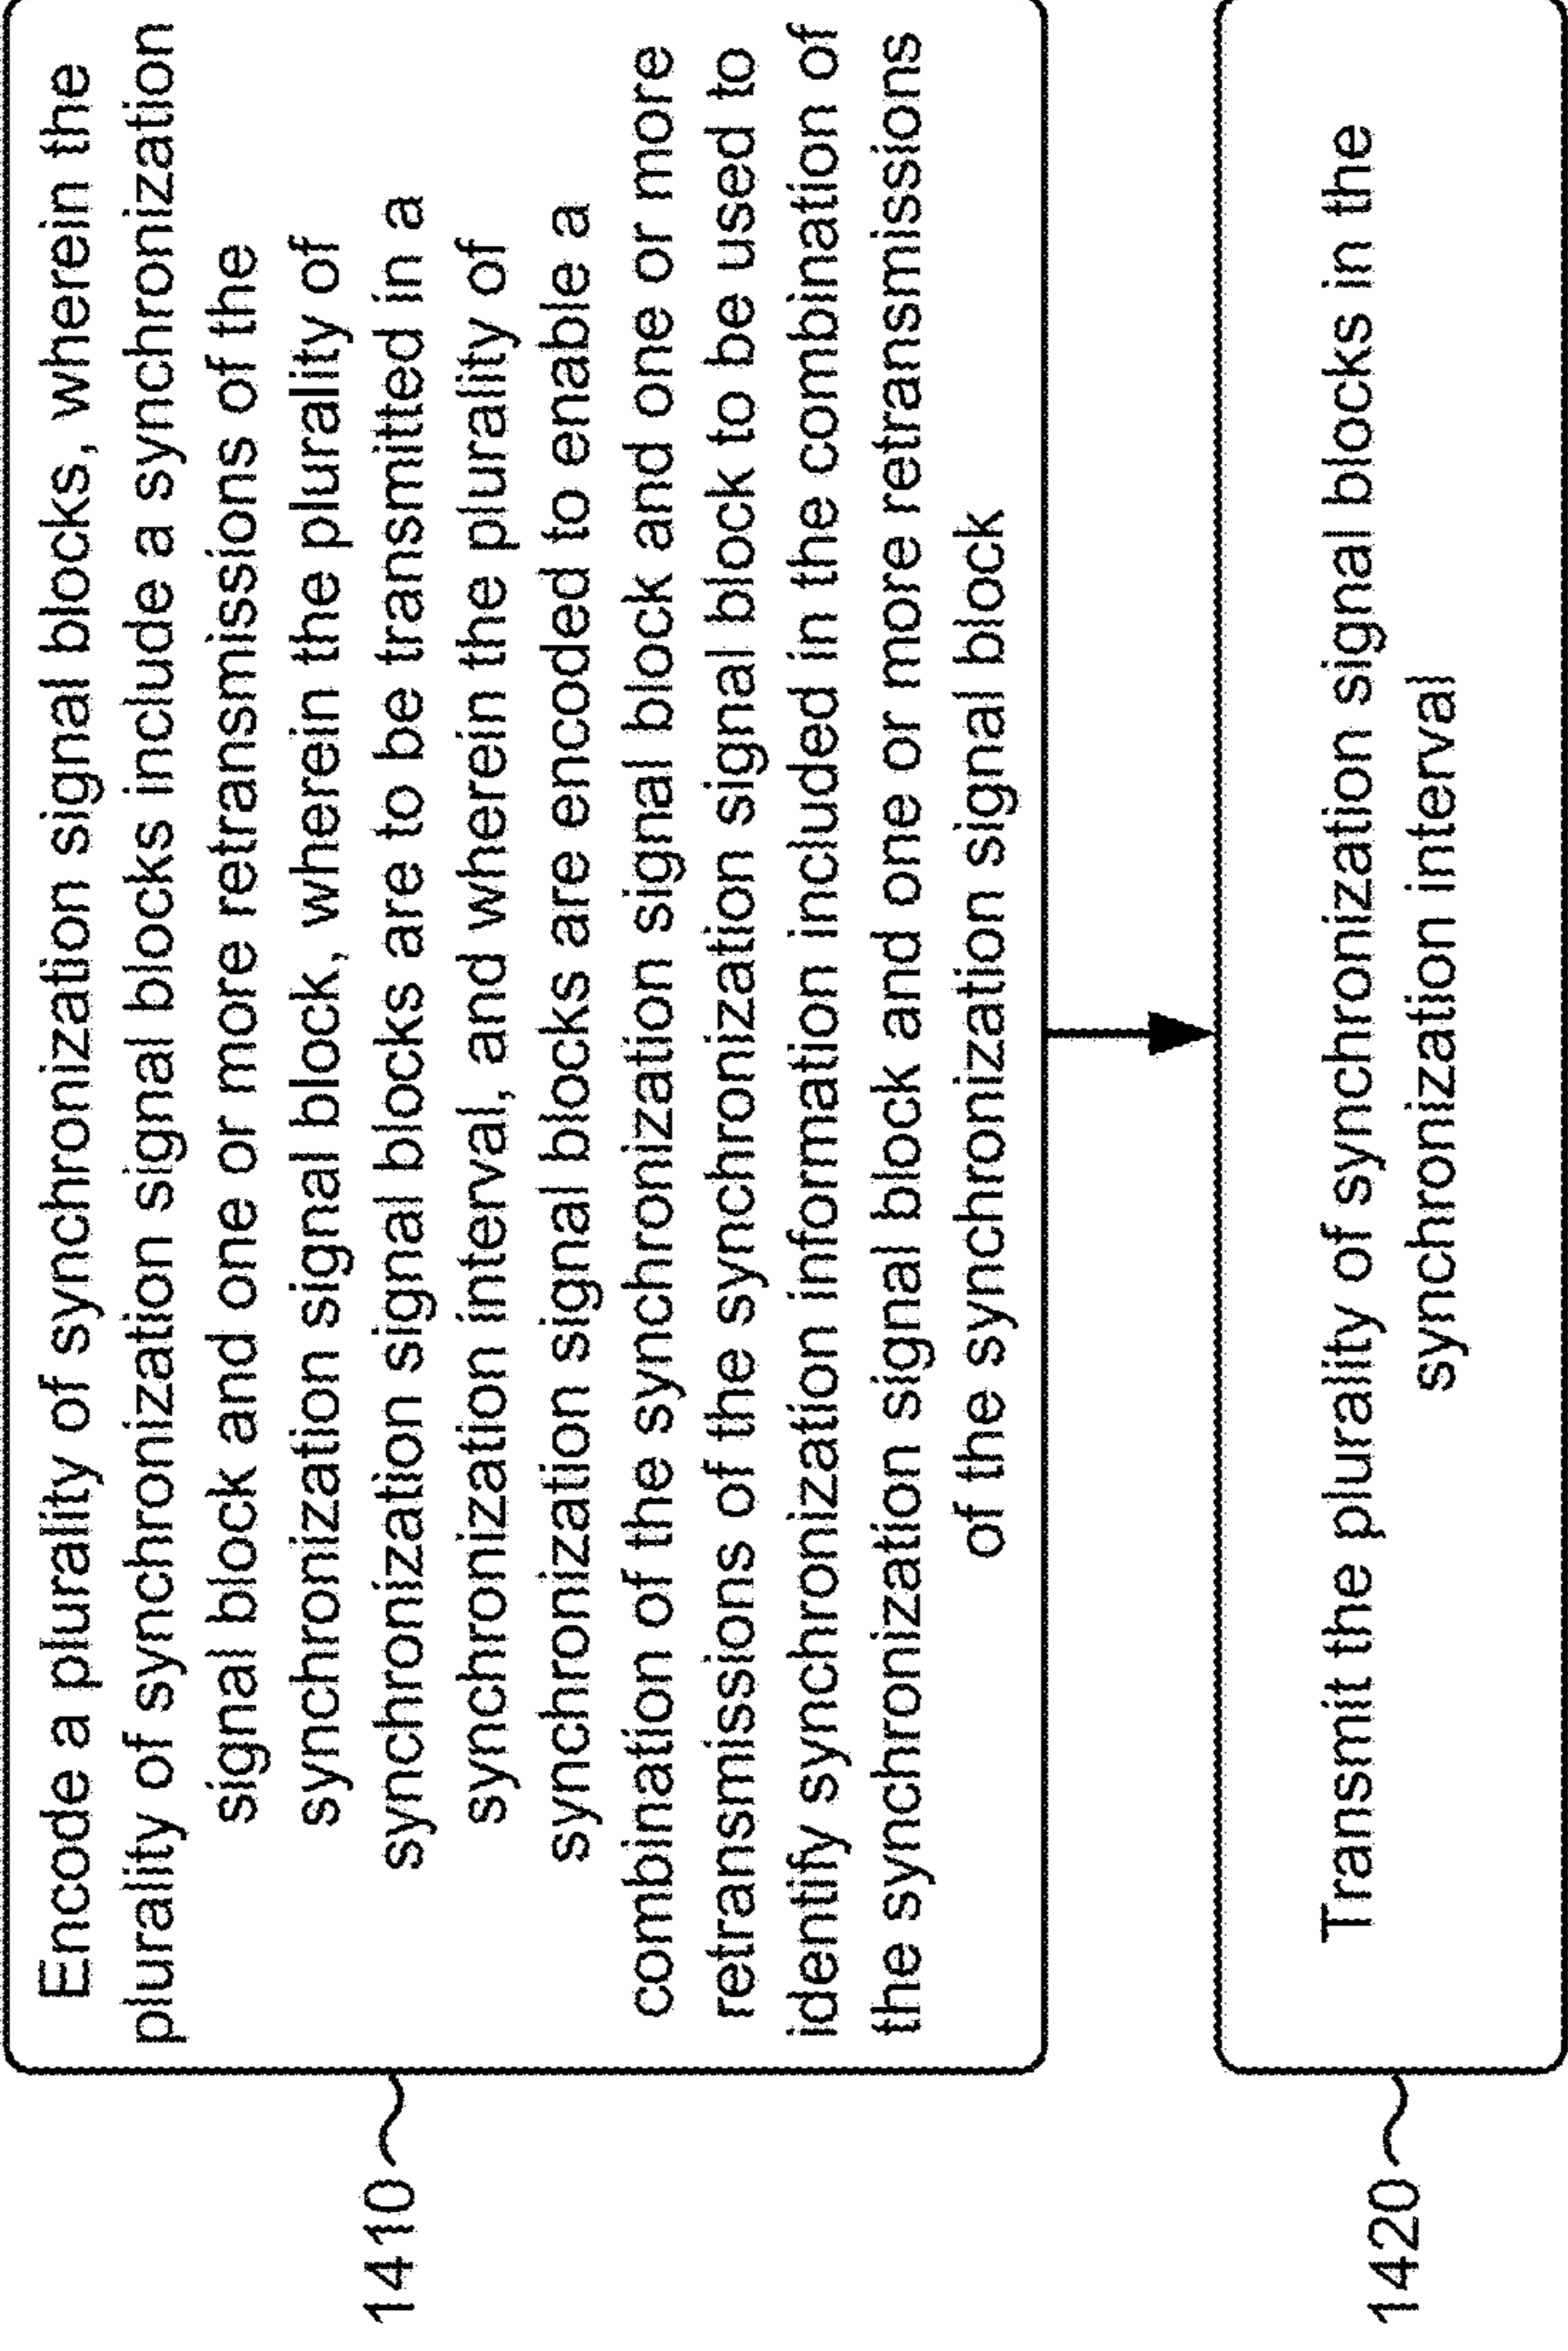 Encode a plurality of synchronization signal blocks, wherein the
plurality of synchronization signal blocks include a synchronization
signal block and one or more retransmissions of the
synchronization signal block, wherein the plurality of
synchronization signal blocks are to be transmitted in a
synchronization interval, and wherein the plurality of
synchronization signal blocks are encoded to enable a
combination of the synchronization signal block and one or more
retransmissions of the synchronization signal block to be used to
identify synchronization information included in the combination of
the synchronization signal block and one or more retransmissions
of the synchronization signal block
1410
Transmit the plurality of synchronization signal blocks in the
synchronization interval
1420